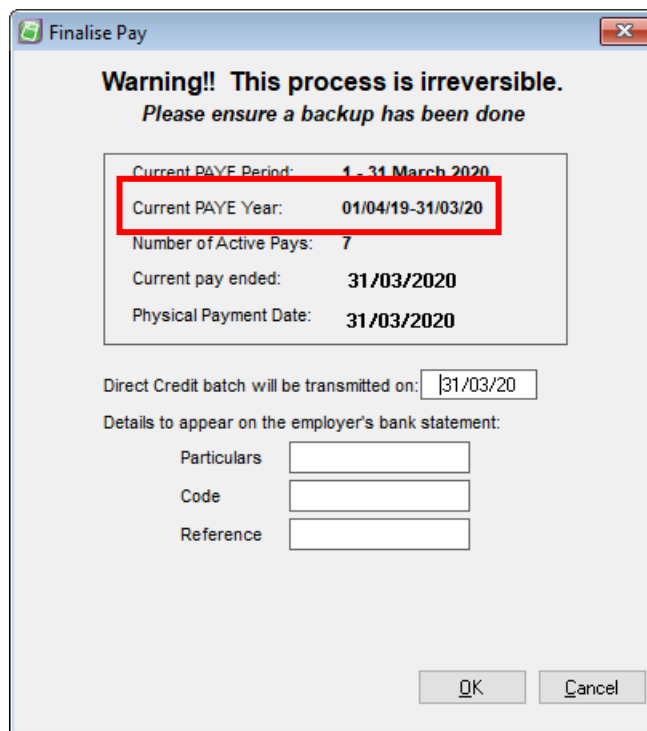 Finalise Pay
Warning!! This process is irreversible.
Please ensure a backup has been done
Current PAYE Period: 1 - 31 March 2020
Current PAYE Year: 01/04/19-31/03/20
Number of Active Pays: 7
Current pay ended: 31/03/2020
Physical Payment Date: 31/03/2020
Direct Credit batch will be transmitted on: 31/03/20
Details to appear on the employer's bank statement:
Particulars
Code
Reference
OK Cancel